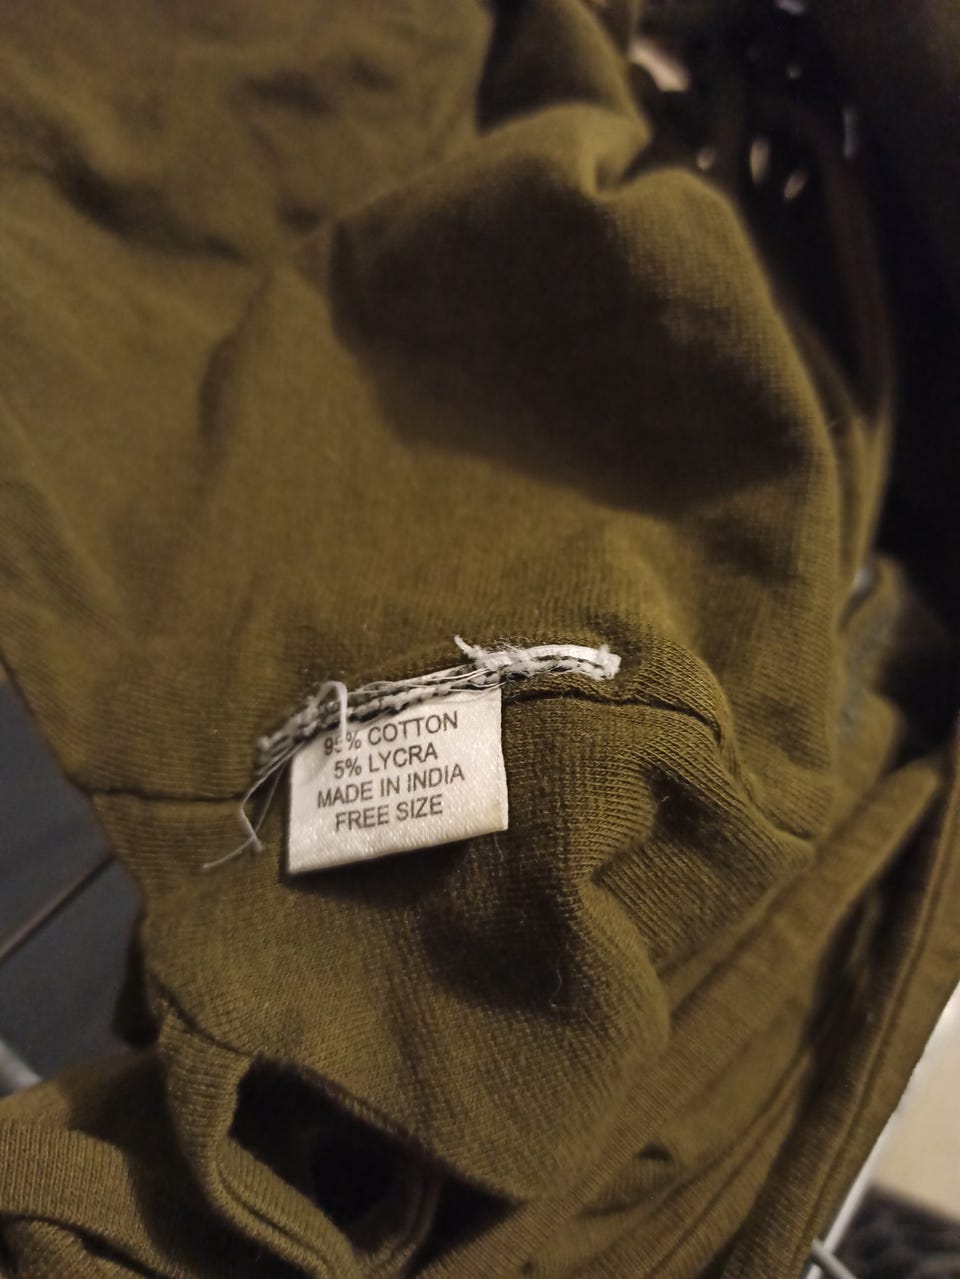 95% COTTON
5% LYCRA
MADE IN INDIA
FREE SIZE